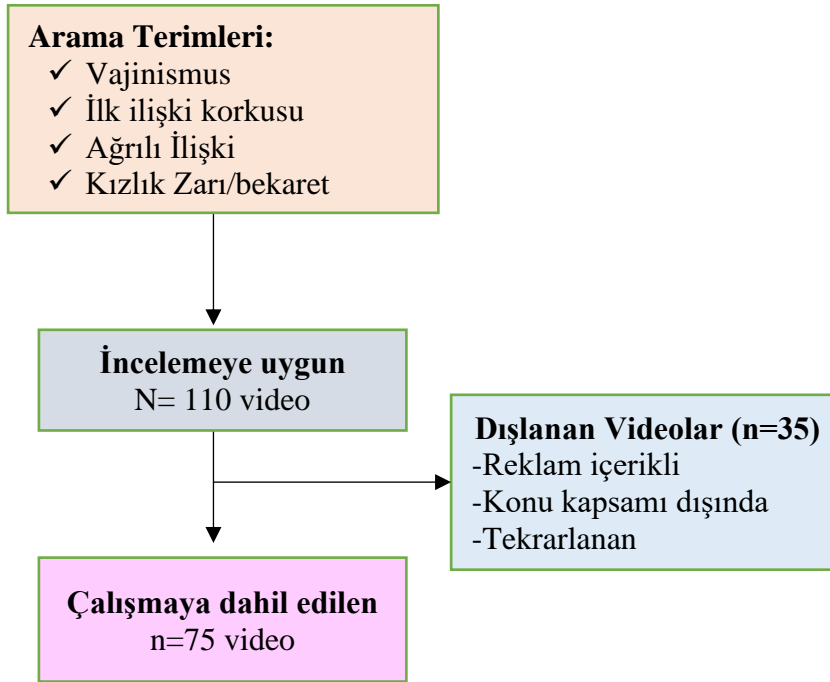 Arama Terimleri:
✓ Vajinismus
✓ İlk ilişki korkusu
✓ Ağrılı İlişki
✓ Kızlık Zarı/bekaret
İncelemeye uygun
N= 110 video
Dışlanan Videolar (n=35)
-Reklam içerikli
-Konu kapsamı dışında
-Tekrarlanan
Çalışmaya dahil edilen
n=75 video